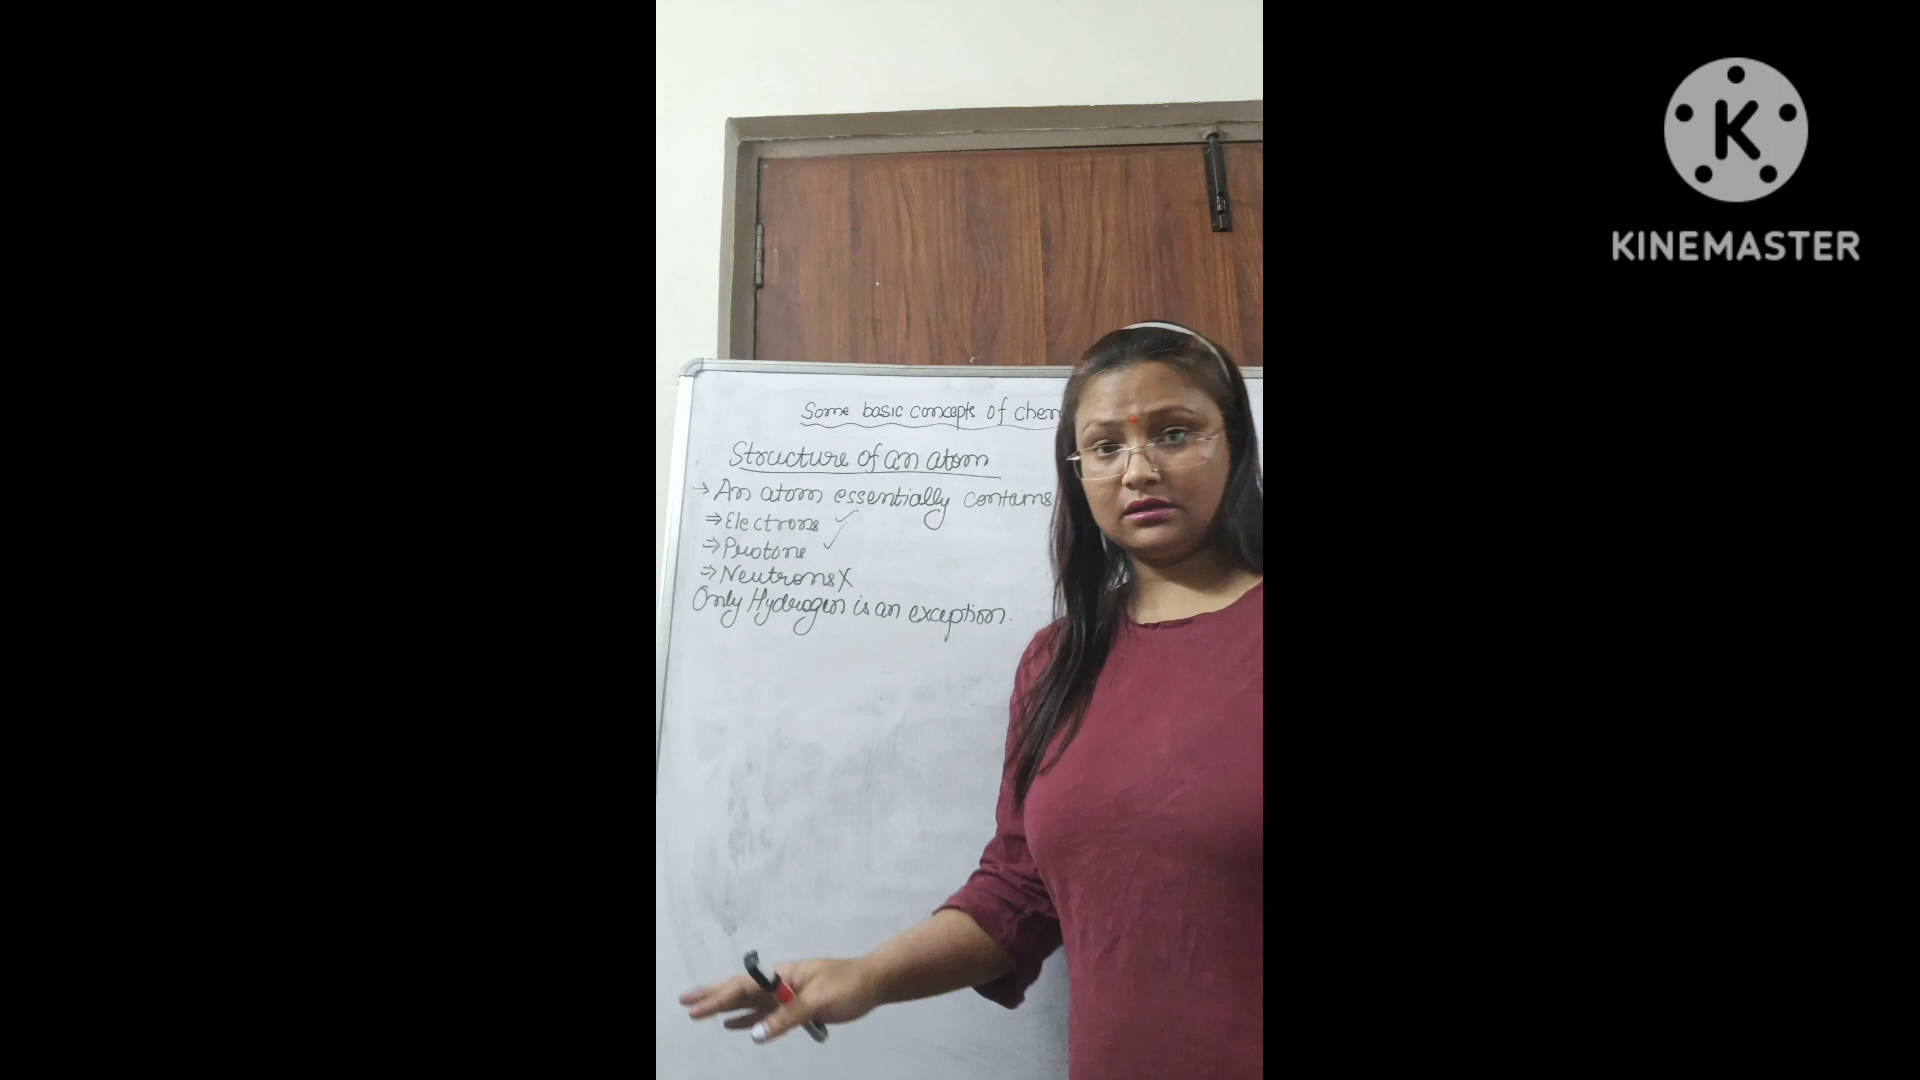 Some basic concepts of chem
Structure of an atom
→ An atom essentially contains
⇒ Electrons ✓
⇒ Protons ✓
⇒ Neutrons X
Only Hydrogen is an exception.
K
KINEMASTER